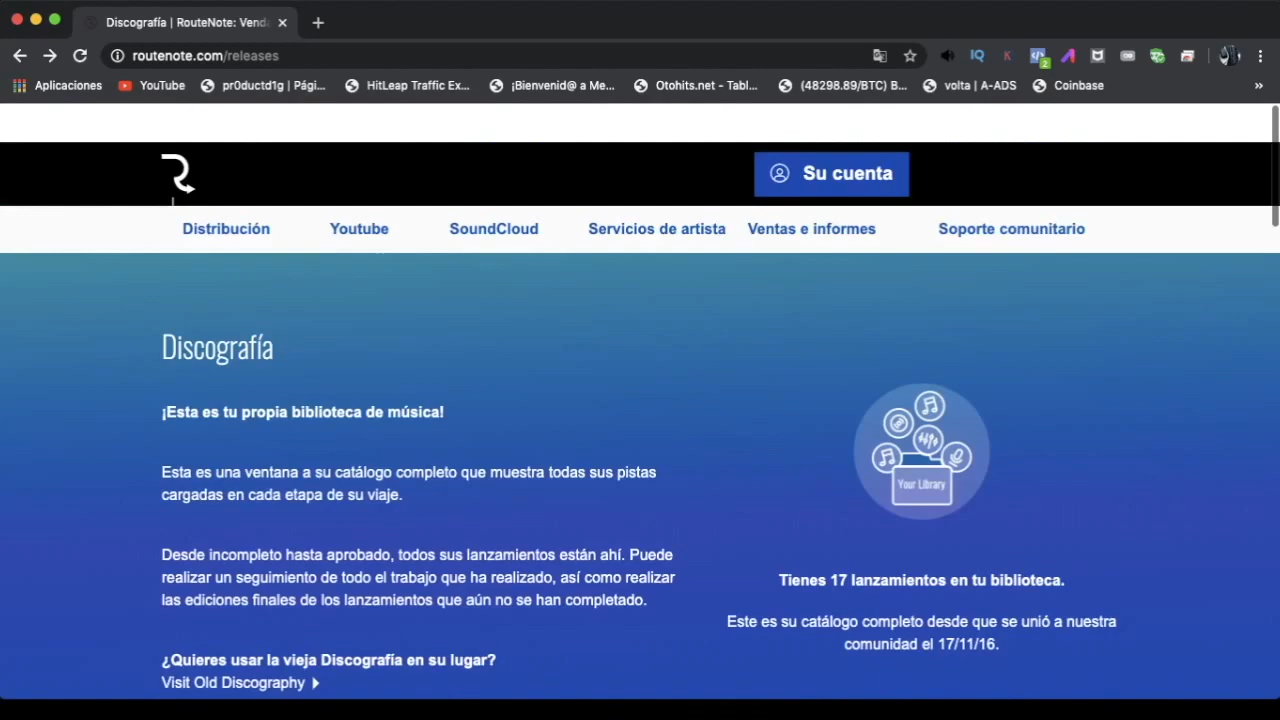 Discografía | RouteNote: Venda
routenote.com/releases
IQ
K
2
Aplicaciones YouTube pr0ductd1g | Pági... HitLeap Traffic Ex... ¡Bienvenid@ a Me... Otohits.net - Tabl... (48298.89/BTC) B... volta | A-ADS Coinbase »
Su cuenta
Distribución Youtube SoundCloud Servicios de artista Ventas e informes Soporte comunitario
Discografía
¡Esta es tu propia biblioteca de música!
Esta es una ventana a su catálogo completo que muestra todas sus pistas
cargadas en cada etapa de su viaje.
Desde incompleto hasta aprobado, todos sus lanzamientos están ahí. Puede
realizar un seguimiento de todo el trabajo que ha realizado, así como realizar
las ediciones finales de los lanzamientos que aún no se han completado.
¿Quieres usar la vieja Discografía en su lugar?
Visit Old Discography
Your Library
Tienes 17 lanzamientos en tu biblioteca.
Este es su catálogo completo desde que se unió a nuestra
comunidad el 17/11/16.